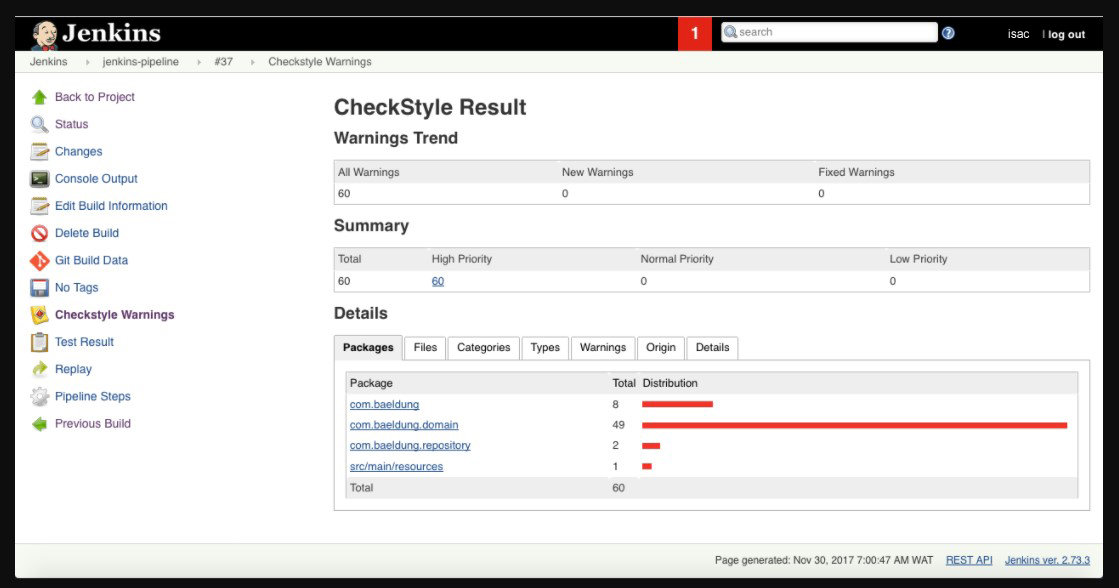 Jenkins
1
search
isac
log out
Jenkins jenkins-pipeline #37 Checkstyle Warnings
Back to Project
Status
Changes
Console Output
Edit Build Information
Delete Build
Git Build Data
No Tags
Checkstyle Warnings
Test Result
Replay
Pipeline Steps
Previous Build
CheckStyle Result
Warnings Trend
All Warnings New Warnings Fixed Warnings
60 0 0
Summary
Total High Priority Normal Priority Low Priority
60 60 0 0
Details
Packages Files Categories Types Warnings Origin Details
Package Total Distribution
com.baeldung 8
com.baeldung.domain 49
com.baeldung.repository 2
src/main/resources 1
Total 60
Page generated: Nov 30, 2017 7:00:47 AM WAT REST API Jenkins ver. 2.73.3